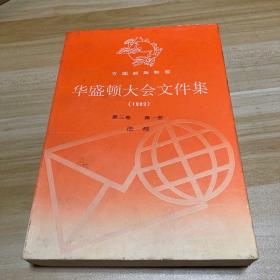 万国邮政联盟
华盛顿大会文件集
(1989)
第三卷 第一册
法规